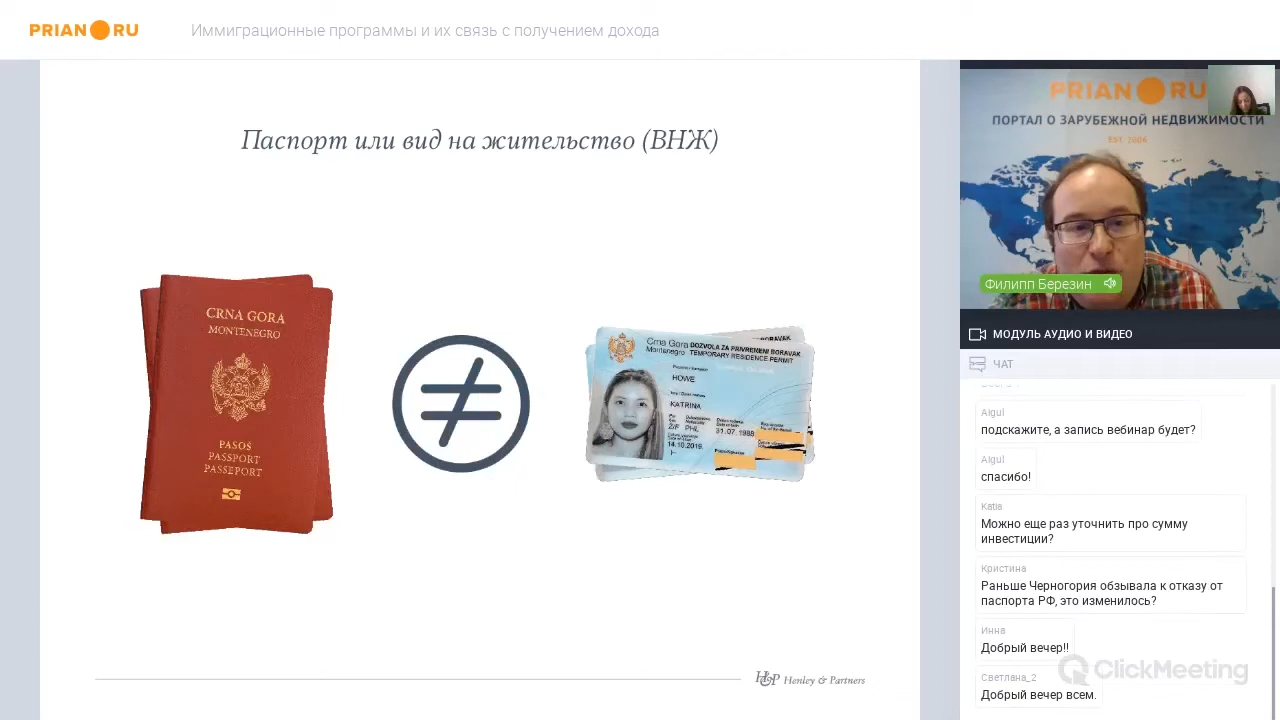 PRIAN RU
Иммиграционные программы и их связь с получением дохода
Паспорт или вид на жительство (ВНЖ)
CRNA GORA
MONTENEGRO
PASOŠ
PASSPORT
PASSEPORT
BORAVAK
Crna Gora DOZVOLA ZA PRIVREMENI BORAVAK
Montenegro TEMPORARY RESIDENCE PERMIT
HOWE
KATRINA
Ž/F PHL 31.07.1988
14.10.2019.
H&P Henley & Partners
PRIAN RU
ПОРТАЛ О ЗАРУБЕЖНОЙ НЕДВИЖИМОСТИ
EST. 2006
Филипп Березин
МОДУЛЬ АУДИО И ВИДЕО
ЧАТ
Aigul
подскажите, а запись вебинар будет?
Aigul
спасибо!
Katia
Можно еще раз уточнить про сумму
инвестиции?
Кристина
Раньше Черногория обзывала к отказу от
паспорта РФ, это изменилось?
Инна
Добрый вечер!!
Светлана_2
Добрый вечер всем.
ClickMeeting